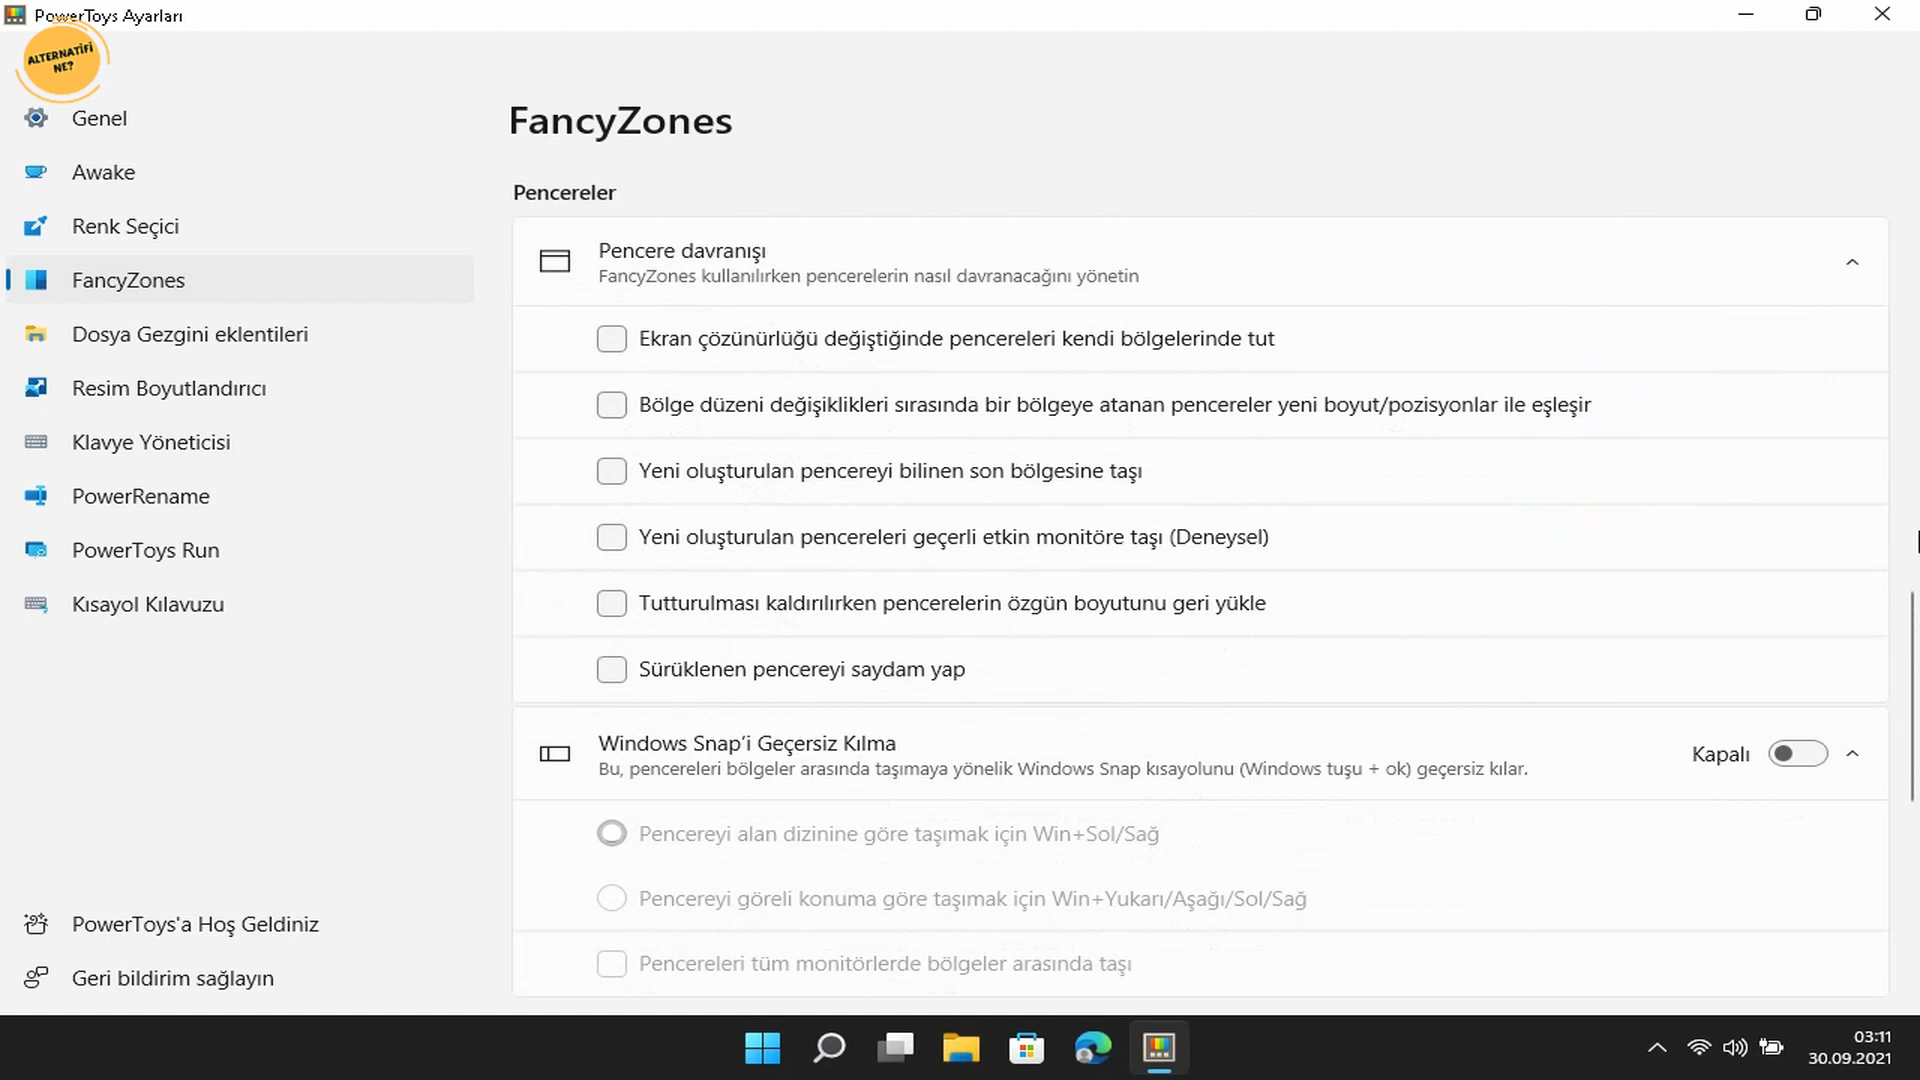 PowerToys Ayarları
ALTERNATİFİ
NE?
Genel
Awake
Renk Seçici
FancyZones
Dosya Gezgini eklentileri
Resim Boyutlandırıcı
Klavye Yöneticisi
PowerRename
PowerToys Run
Kısayol Kılavuzu
PowerToys'a Hoş Geldiniz
Geri bildirim sağlayın
FancyZones
Pencereler
Pencere davranışı
FancyZones kullanılırken pencerelerin nasıl davranacağını yönetin
Ekran çözünürlüğü değiştiğinde pencereleri kendi bölgelerinde tut
Bölge düzeni değişiklikleri sırasında bir bölgeye atanan pencereler yeni boyut/pozisyonlar ile eşleşir
Yeni oluşturulan pencereyi bilinen son bölgesine taşı
Yeni oluşturulan pencereleri geçerli etkin monitöre taşı (Deneysel)
Tutturulması kaldırılırken pencerelerin özgün boyutunu geri yükle
Sürüklenen pencereyi saydam yap
Windows Snap’i Geçersiz Kılma
Bu, pencereleri bölgeler arasında taşımaya yönelik Windows Snap kısayolunu (Windows tuşu + ok) geçersiz kılar.
Kapalı
Pencereyi alan dizinine göre taşımak için Win+Sol/Sağ
Pencereyi göreli konuma göre taşımak için Win+Yukarı/Aşağı/Sol/Sağ
Pencereleri tüm monitörlerde bölgeler arasında taşı
03:11
30.09.2021